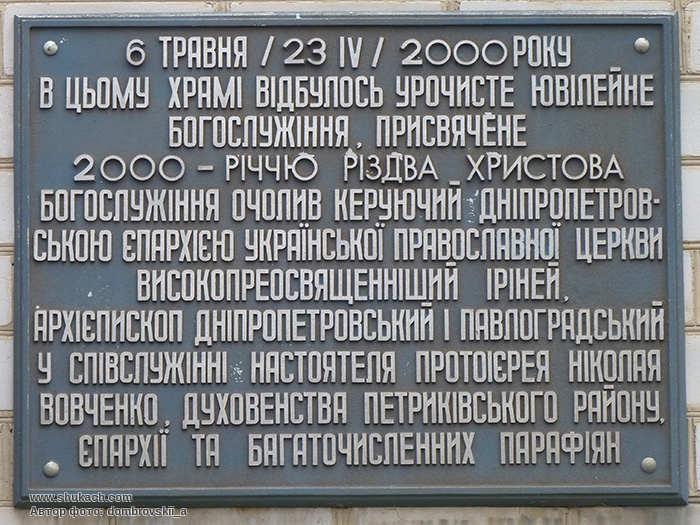 6 ТРАВНЯ /23 IV/ 2000 РОКУ
В ЦЬОМУ ХРАМІ ВІДБУЛОСЬ УРОЧИСТЕ ЮВІЛЕЙНЕ
БОГОСЛУЖІННЯ, ПРИСВЯЧЕНЕ
2000 - РІЧЧЮ РІЗДВА ХРИСТОВА
БОГОСЛУЖІННЯ ОЧОЛИВ КЕРУЮЧИЙ ДНІПРОПЕТРОВ-
СЬКОЮ ЄПАРХІЄЮ УКРАЇНСЬКОЇ ПРАВОСЛАВНОЇ ЦЕРКВИ
ВИСОКОПРЕОСВЯЩЕННІШИЙ ІРІНЕЙ,
АРХІЄПИСКОП ДНІПРОПЕТРОВСЬКИЙ І ПАВЛОГРАДСЬКИЙ
У СПІВСЛУЖІННІ НАСТОЯТЕЛЯ ПРОТОІЄРЕЯ НІКОЛАЯ
ВОВЧЕНКО, ДУХОВЕНСТВА ПЕТРИКІВСЬКОГО РАЙОНУ,
ЄПАРХІЇ ТА БАГАТОЧИСЛЕННИХ ПАРАФІЯН
www.shukach.com
Автор фото: dombrovskii_a